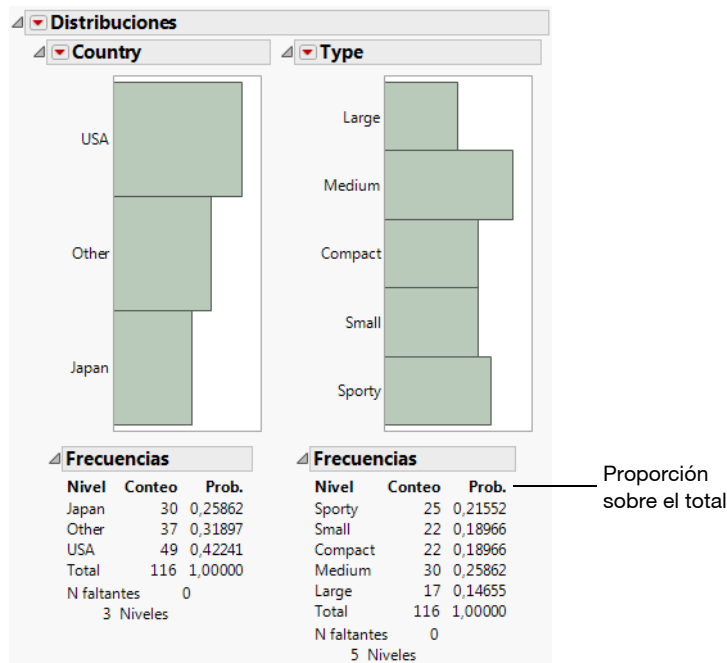 Distribuciones
Country
USA
Other
Japan
Frecuencias
Nivel Conteo Prob.
Japan 30 0,25862
Other 37 0,31897
USA 49 0,42241
Total 116 1,00000
N faltantes 0
3 Niveles
Type
Large
Medium
Compact
Small
Sporty
Frecuencias
Nivel Conteo Prob.
Sporty 25 0,21552
Small 22 0,18966
Compact 22 0,18966
Medium 30 0,25862
Large 17 0,14655
Total 116 1,00000
N faltantes 0
5 Niveles
Proporción
sobre el total